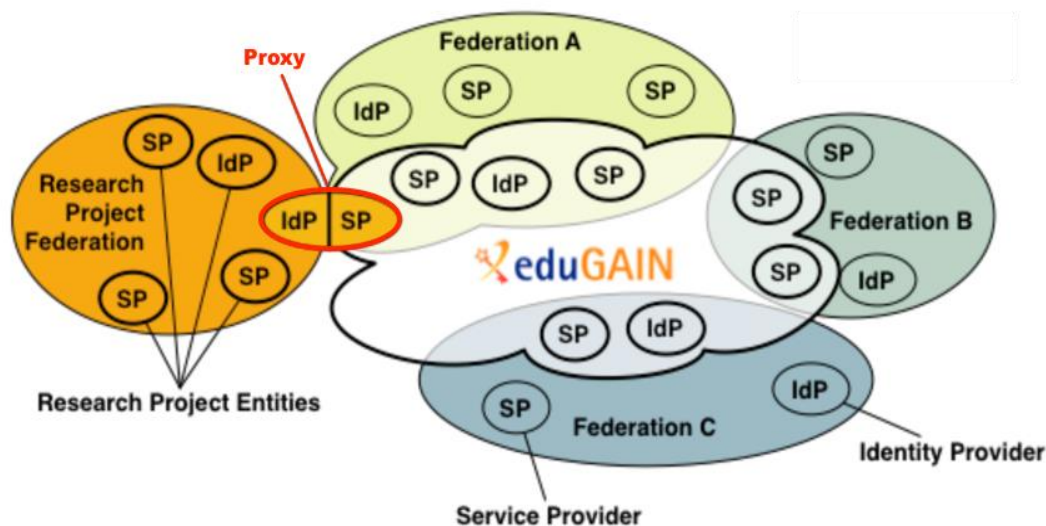 Federation A
Proxy
SP
SP
IdP
SP
IdP
SP
SP
IdP
SP
SP
Research
Project
Federation
IdP
SP
SP
Federation B
eduGAIN
SP
SP
SP
IdP
SP
IdP
IdP
Research Project Entities
SP
Federation C
Identity Provider
Service Provider